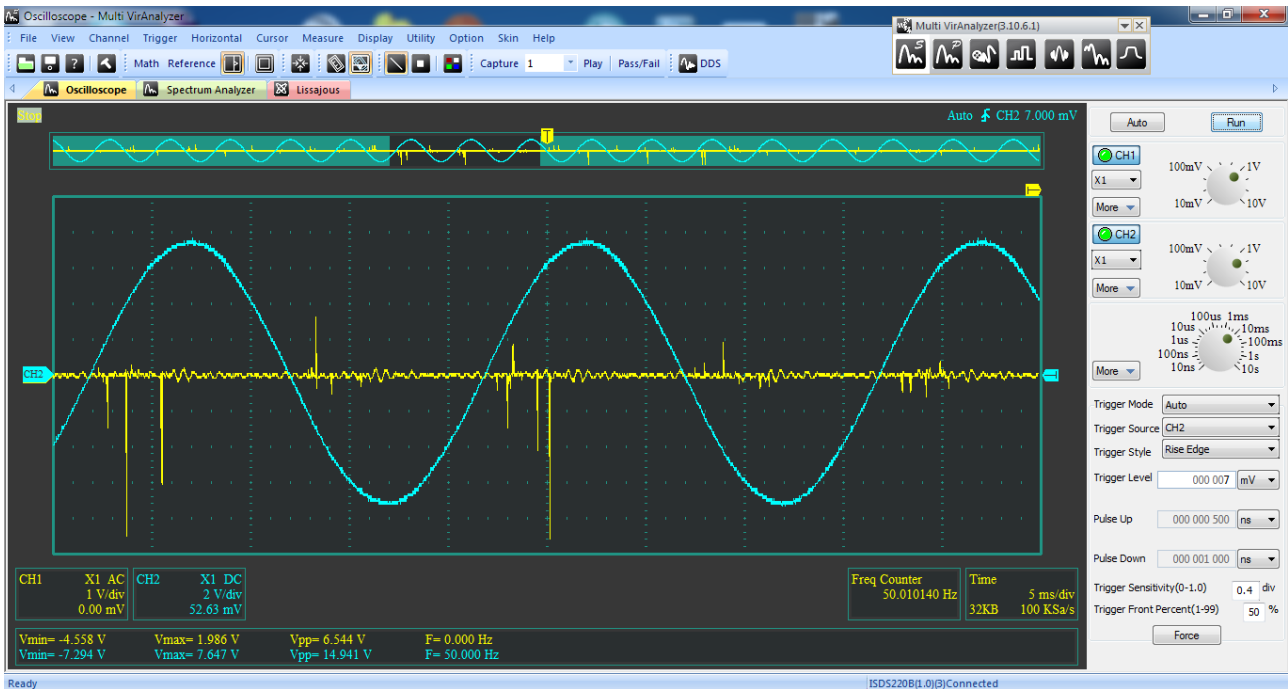 Oscilloscope - Multi VirAnalyzer
Multi VirAnalyzer(3.10.6.1)
File View Channel Trigger Horizontal Cursor Measure Display Utility Option Skin Help
Math Reference Capture 1 Play Pass/Fail DDS
Oscilloscope Spectrum Analyzer Lissajous
Stop
Auto CH2 7.000 mV
T
CH2
Auto Run
CH1
X1
More
100mV 1V
10mV 10V
CH2
X1
More
100mV 1V
10mV 10V
100us 1ms
10us 10ms
1us 100ms
100ns 1s
10ns 10s
More
Trigger Mode Auto
Trigger Source CH2
Trigger Style Rise Edge
Trigger Level 000 007 mV
Pulse Up 000 000 500 ns
Pulse Down 000 001 000 ns
Trigger Sensitivity(0-1.0) 0.4 div
Trigger Front Percent(1-99) 50 %
Force
CH1 X1 AC
1 V/div
0.00 mV
CH2 X1 DC
2 V/div
52.63 mV
Freq Counter
50.010140 Hz
Time
5 ms/div
32KB 100 KSa/s
Vmin= -4.558 V Vmax= 1.986 V Vpp= 6.544 V F= 0.000 Hz
Vmin= -7.294 V Vmax= 7.647 V Vpp= 14.941 V F= 50.000 Hz
Ready ISDS220B(1.0)(3)Connected